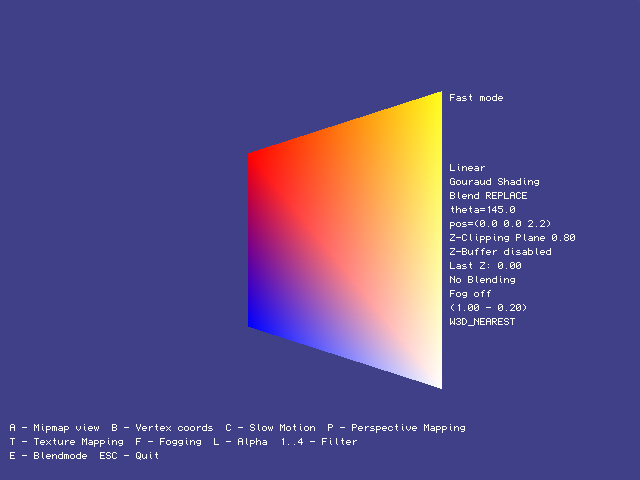 Fast mode
Linear
Gouraud Shading
Blend REPLACE
theta=145.0
pos=(0.0 0.0 2.2)
Z-Clipping Plane 0.80
Z-Buffer disabled
Last Z: 0.00
No Blending
Fog off
(1.00 - 0.20)
W3D_NEAREST
A - Mipmap view  B - Vertex coords  C - Slow Motion  P - Perspective Mapping
T - Texture Mapping  F - Fogging  L - Alpha  1..4 - Filter
E - Blendmode  ESC - Quit